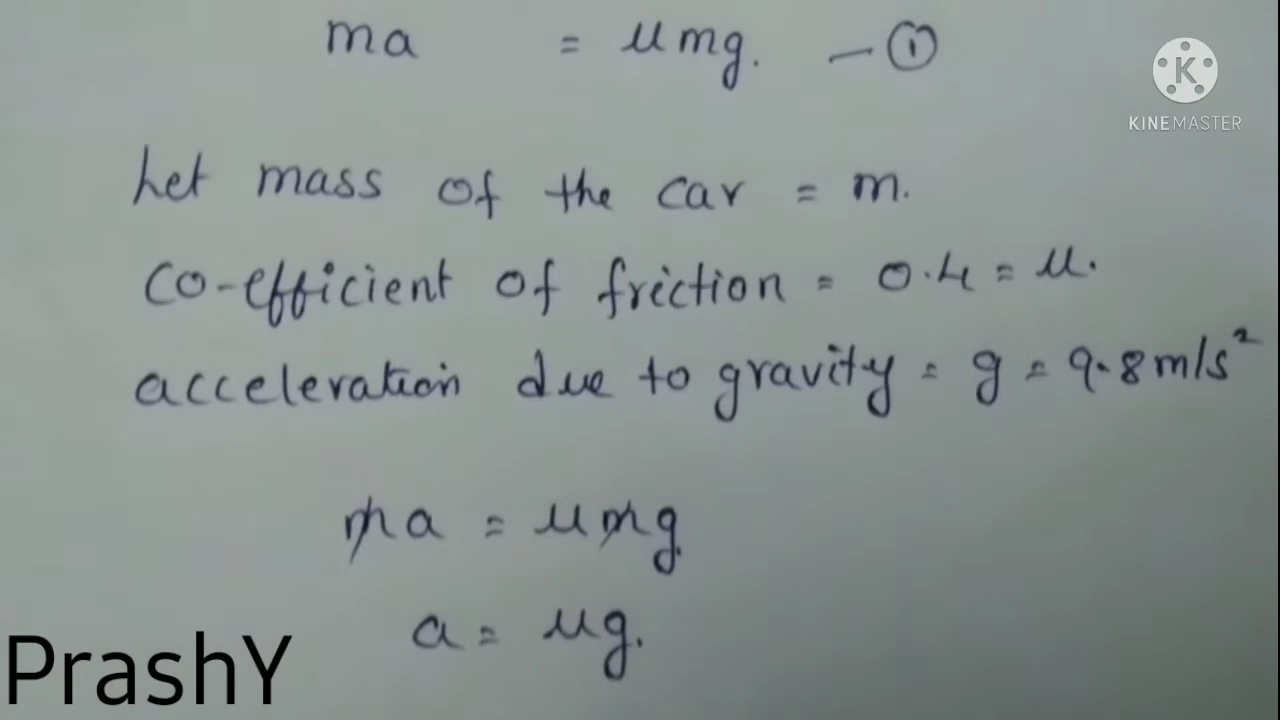 ma = μmg. — ①
K
KINEMASTER
Let mass of the car = m.
Co-efficient of friction = 0.4 = μ.
acceleration due to gravity = g = 9.8 m/s²
ma = μmg.
a = μg.
PrashY